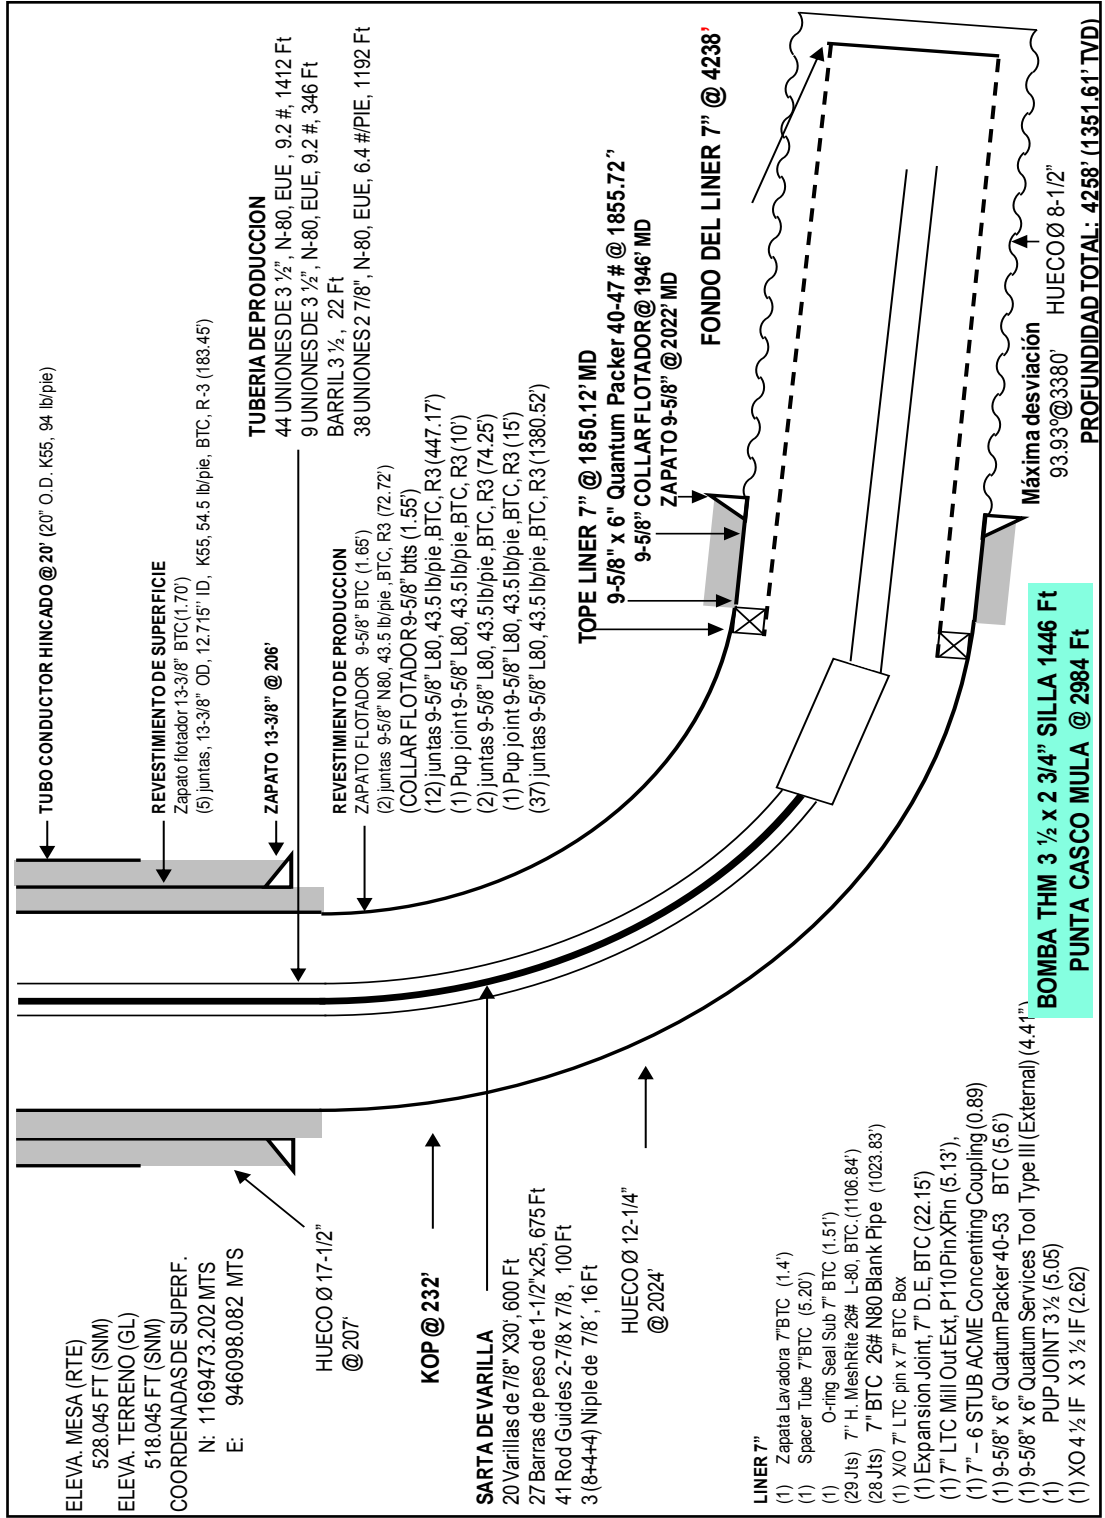 ELEVA. MESA (RTE)
528.045 FT (SNM)
ELEVA. TERRENO (GL)
518.045 FT (SNM)
COORDENADAS DE SUPERF.
N: 1169473.202 MTS
E: 946098.082 MTS
HUECO Ø 17-1/2"
@ 207'
KOP @ 232'
SARTA DE VARILLA
20 Varillas de 7/8" X30', 600 Ft
27 Barras de peso de 1-1/2"x25, 675 Ft
41 Rod Guides 2-7/8 x 7/8, 100 Ft
3 (8+4+4) Niple de 7/8´, 16 Ft
HUECO Ø 12-1/4"
@2024'
LINER 7"
(1) Zapata Lavadora 7"BTC (1.4')
(1) Spacer Tube 7"BTC (5.20')
(1) O-ring Seal Sub 7" BTC (1.51')
(29 Jts) 7" H. MeshRite 26# L-80, BTC.(1106.84')
(28 Jts) 7" BTC 26# N80 Blank Pipe (1023.83')
(1) X/O 7" LTC pin x 7" BTC Box
(1) Expansion Joint, 7" D.E, BTC (22.15')
(1) 7" LTC Mill Out Ext, P110 PinXPin (5.13'),
(1) 7" – 6 STUB ACME Concentring Coupling (0.89)
(1) 9-5/8" x 6" Quatum Packer 40-53 BTC (5.6')
(1) 9-5/8" x 6" Quatum Services Tool Type III (External) (4.41")
(1) PUP JOINT 3 ½ (5.05)
(1) XO 4 ½ IF X 3 ½ IF (2.62)
TUBO CONDUCTOR HINCADO @ 20' (20" O.D. K55, 94 lb/pie)
REVESTIMIENTO DE SUPERFICIE
Zapato flotador 13-3/8" BTC(1.70')
(5) juntas, 13-3/8" OD, 12.715" ID, K55, 54.5 lb/pie, BTC, R-3 (183.45')
ZAPATO 13-3/8" @ 206'
TUBERIA DE PRODUCCION
44 UNIONES DE 3 ½", N-80, EUE , 9.2 #, 1412 Ft
9 UNIONES DE 3 ½", N-80, EUE, 9.2 #, 346 Ft
BARRIL 3 ½ , 22 Ft
38 UNIONES 2 7/8", N-80, EUE, 6.4 #/PIE, 1192 Ft
REVESTIMIENTO DE PRODUCCION
ZAPATO FLOTADOR 9-5/8" BTC (1.65')
(2) juntas 9-5/8" N80, 43.5 lb/pie ,BTC, R3 (72.72')
(COLLAR FLOTADOR 9-5/8" btts (1.55')
(12) juntas 9-5/8" L80, 43.5 lb/pie ,BTC, R3 (447.17')
(1) Pup joint 9-5/8" L80, 43.5 lb/pie ,BTC, R3 (10')
(2) juntas 9-5/8" L80, 43.5 lb/pie ,BTC, R3 (74.25')
(1) Pup joint 9-5/8" L80, 43.5 lb/pie ,BTC, R3 (15')
(37) juntas 9-5/8" L80, 43.5 lb/pie ,BTC, R3 (1380.52')
TOPE LINER 7" @ 1850.12' MD
9-5/8" x 6" Quantum Packer 40-47 # @ 1855.72"
9-5/8" COLLAR FLOTADOR@1946' MD
ZAPATO 9-5/8" @2022' MD
FONDO DEL LINER 7" @ 4238'
Máxima desviación
93.93º@3380'
HUECO Ø 8-1/2"
PROFUNDIDAD TOTAL: 4258' (1351.61' TVD)
BOMBA THM 3 ½ x 2 3/4" SILLA 1446 Ft
PUNTA CASCO MULA @ 2984 Ft